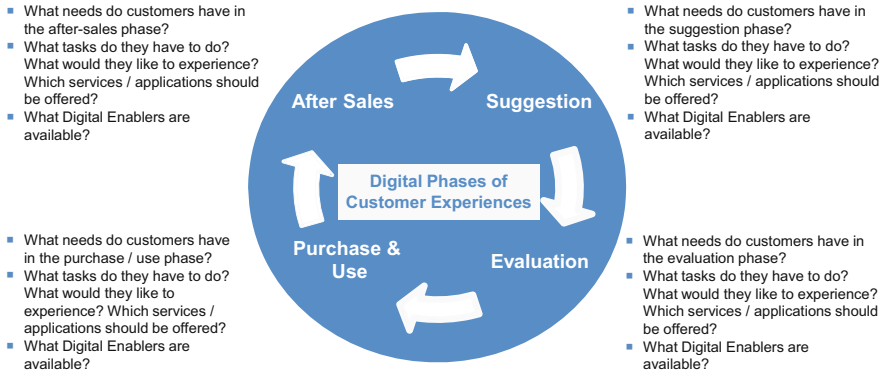 ■ What needs do customers have in
the after-sales phase?
■ What tasks do they have to do?
What would they like to experience?
Which services / applications should
be offered?
■ What Digital Enablers are
available?
■ What needs do customers have in
the suggestion phase?
■ What tasks do they have to do?
What would they like to experience?
Which services / applications should
be offered?
■ What Digital Enablers are
available?
After Sales
Suggestion
Digital Phases of
Customer Experiences
Purchase &
Use
Evaluation
■ What needs do customers have
in the purchase / use phase?
■ What tasks do they have to do?
What would they like to
experience? Which services /
applications should be offered?
■ What Digital Enablers are
available?
■ What needs do customers have in
the evaluation phase?
■ What tasks do they have to do?
What would they like to experience?
Which services / applications should
be offered?
■ What Digital Enablers are
available?